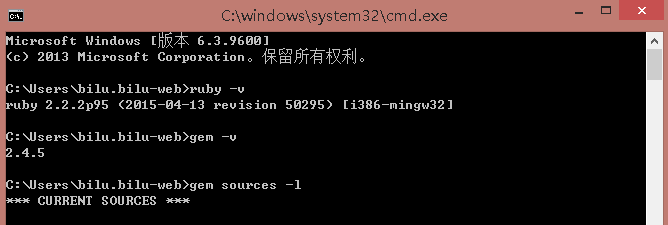 C:\windows\system32\cmd.exe
Microsoft Windows [版本 6.3.9600]
(c) 2013 Microsoft Corporation。保留所有权利。
C:\Users\bilu.bilu-web>ruby -v
ruby 2.2.2p95 (2015-04-13 revision 50295) [i386-mingw32]
C:\Users\bilu.bilu-web>gem -v
2.4.5
C:\Users\bilu.bilu-web>gem sources -l
*** CURRENT SOURCES ***